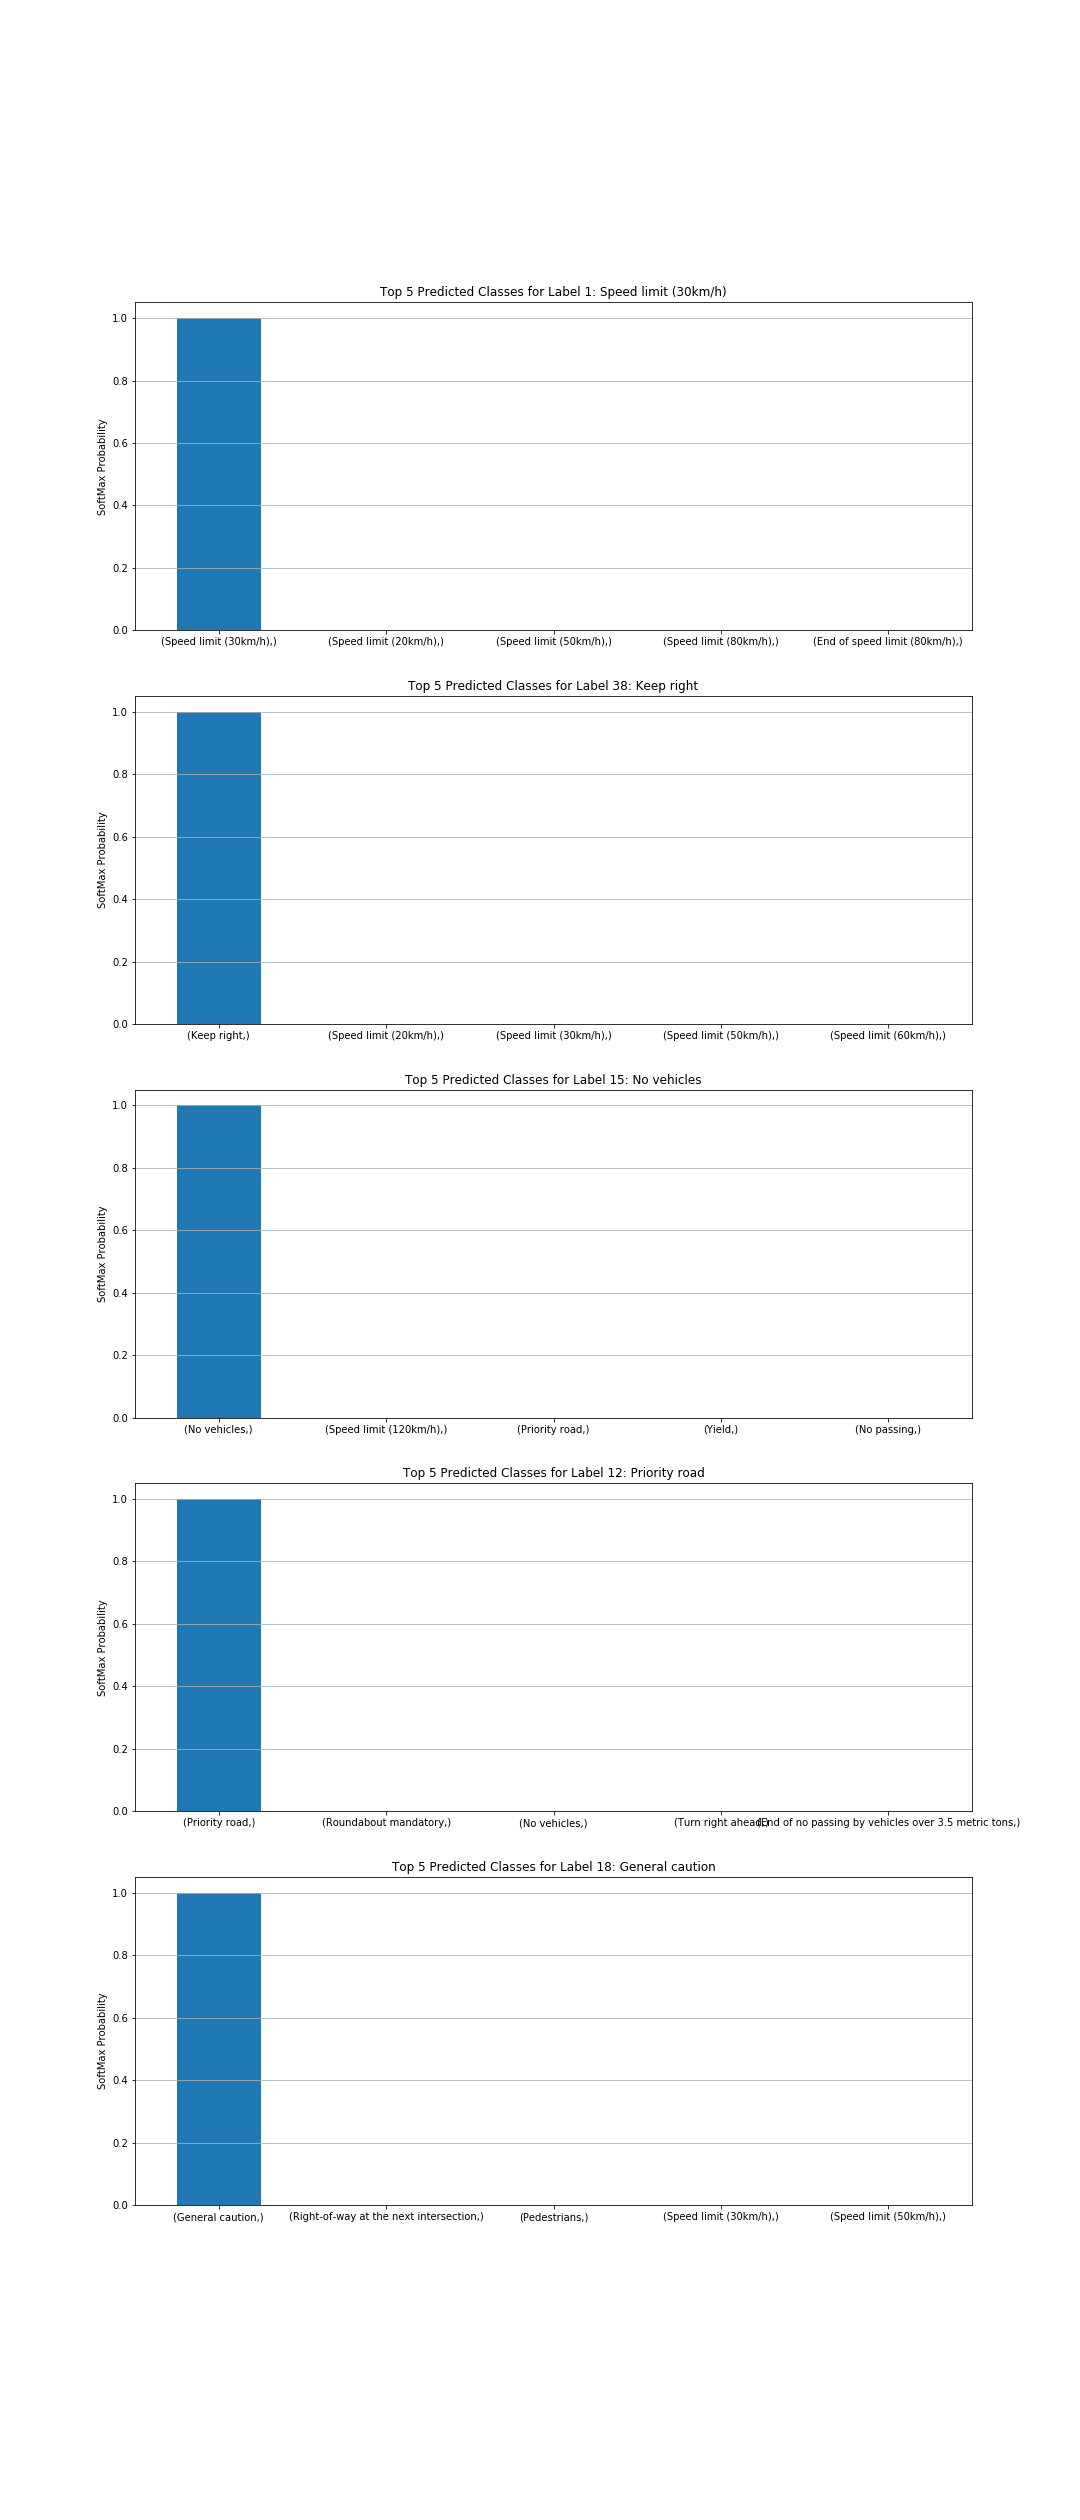 Top 5 Predicted Classes for Label 1: Speed limit (30km/h)
1.0
0.8
0.6
0.4
0.2
0.0
SoftMax Probability
(Speed limit (30km/h),) (Speed limit (20km/h),) (Speed limit (50km/h),) (Speed limit (80km/h),) (End of speed limit (80km/h),)
Top 5 Predicted Classes for Label 38: Keep right
1.0
0.8
0.6
0.4
0.2
0.0
SoftMax Probability
(Keep right,) (Speed limit (20km/h),) (Speed limit (30km/h),) (Speed limit (50km/h),) (Speed limit (60km/h),)
Top 5 Predicted Classes for Label 15: No vehicles
1.0
0.8
0.6
0.4
0.2
0.0
SoftMax Probability
(No vehicles,) (Speed limit (120km/h),) (Priority road,) (Yield,) (No passing,)
Top 5 Predicted Classes for Label 12: Priority road
1.0
0.8
0.6
0.4
0.2
0.0
SoftMax Probability
(Priority road,) (Roundabout mandatory,) (No vehicles,) (Turn right ahead,) (End of no passing by vehicles over 3.5 metric tons,)
Top 5 Predicted Classes for Label 18: General caution
1.0
0.8
0.6
0.4
0.2
0.0
SoftMax Probability
(General caution,) (Right-of-way at the next intersection,) (Pedestrians,) (Speed limit (30km/h),) (Speed limit (50km/h),)